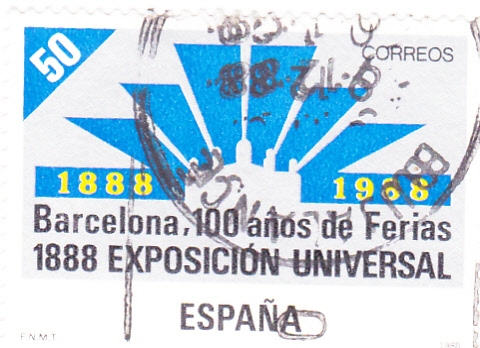 50
CORREOS
1888 1988
Barcelona, 100 años de Ferias
1888 EXPOSICIÓN UNIVERSAL
ESPAÑA
F.N.M.T.